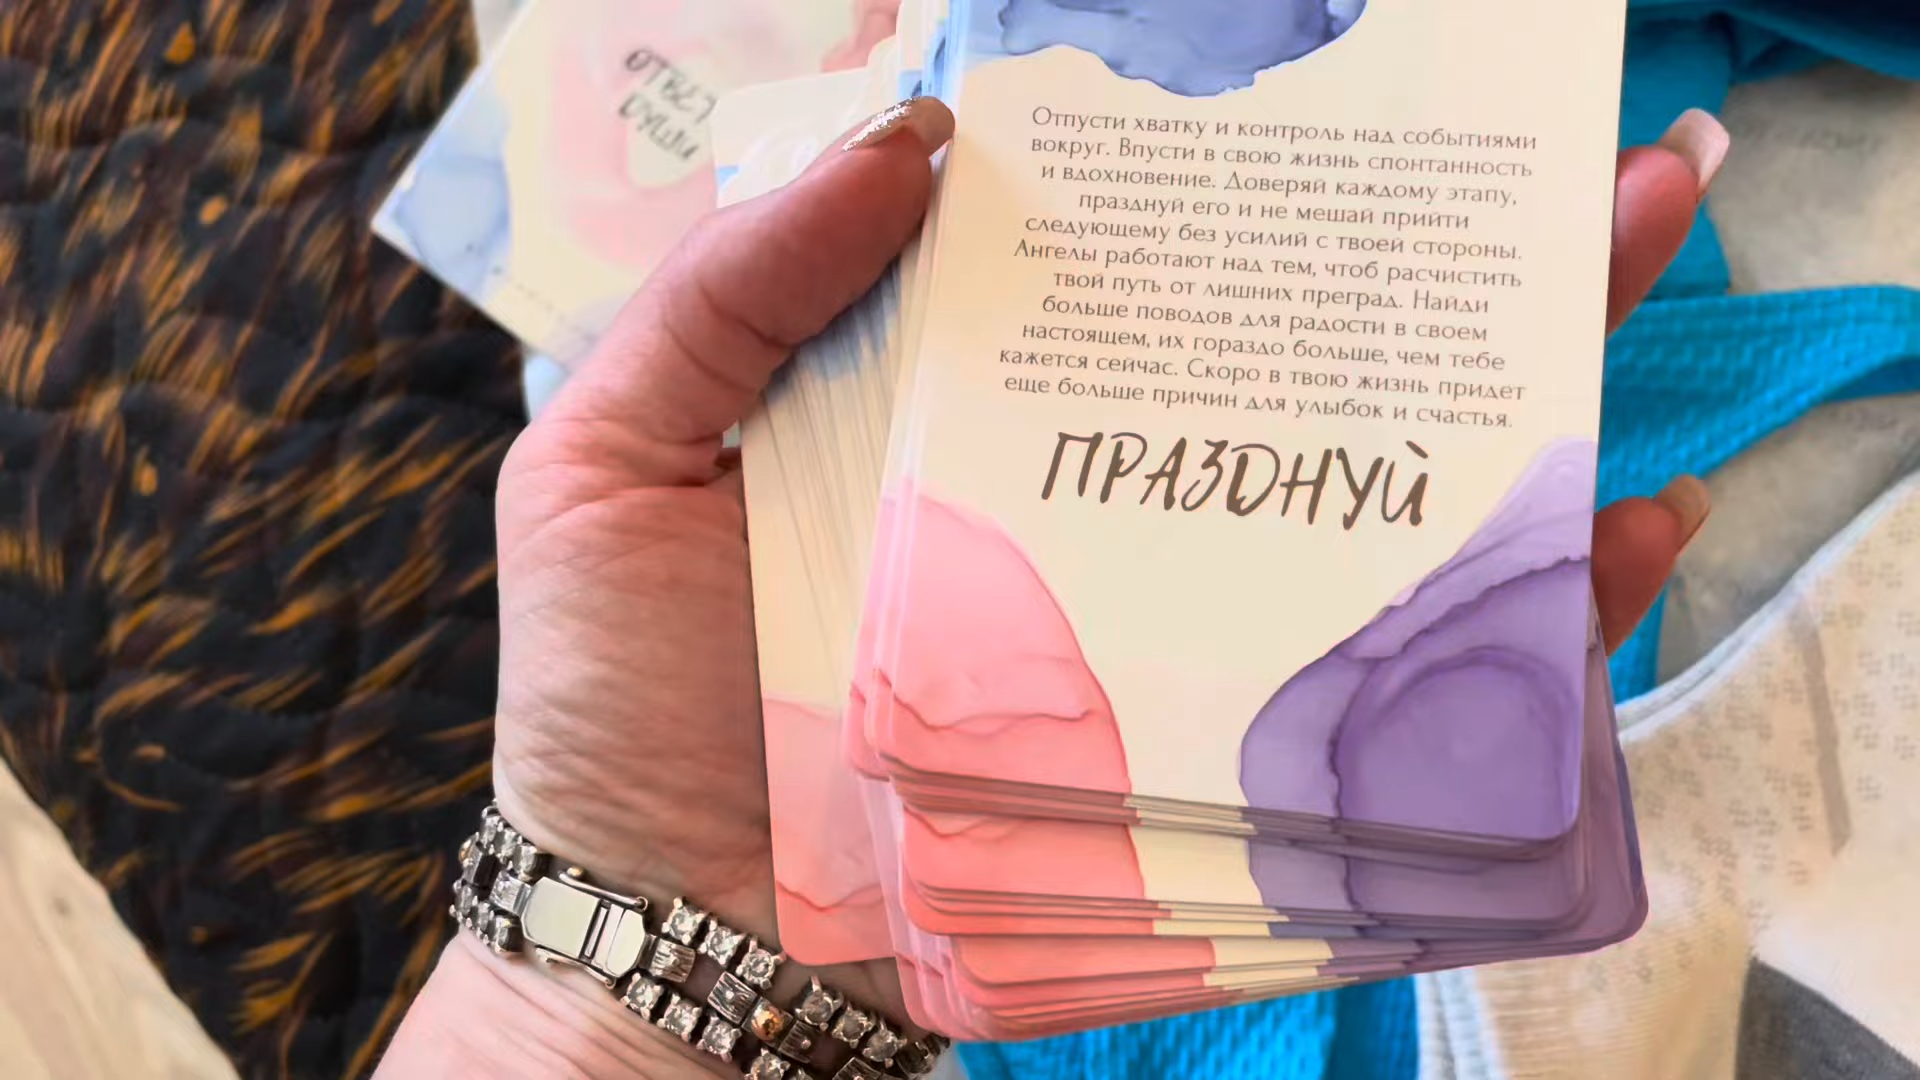 ОТВЕТ
ДУШИ
Отпусти хватку и контроль над событиями
вокруг. Впусти в свою жизнь спонтанность
и вдохновение. Доверяй каждому этапу,
празднуй его и не мешай прийти
следующему без усилий с твоей стороны.
Ангелы работают над тем, чтоб расчистить
твой путь от лишних преград. Найди
больше поводов для радости в своем
настоящем, их гораздо больше, чем тебе
кажется сейчас. Скоро в твою жизнь придет
еще больше причин для улыбок и счастья.
ПРАЗДНУЙ